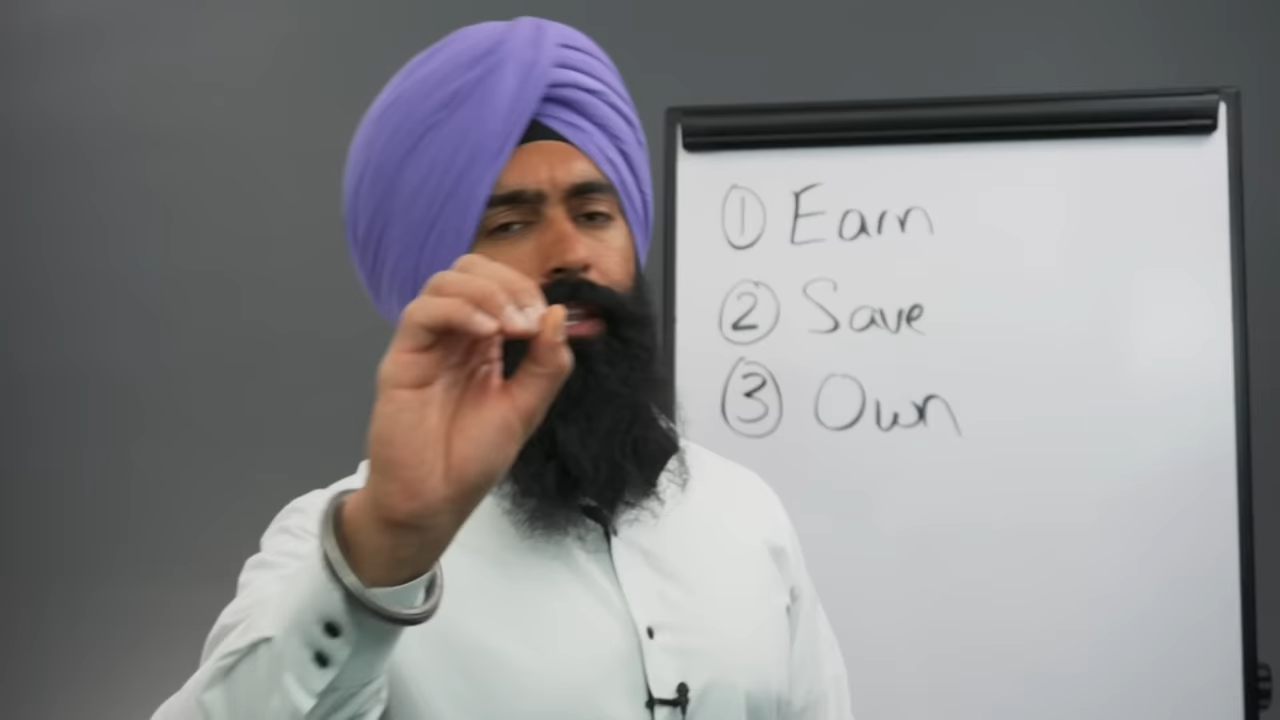 ① Earn
② Save
③ Own